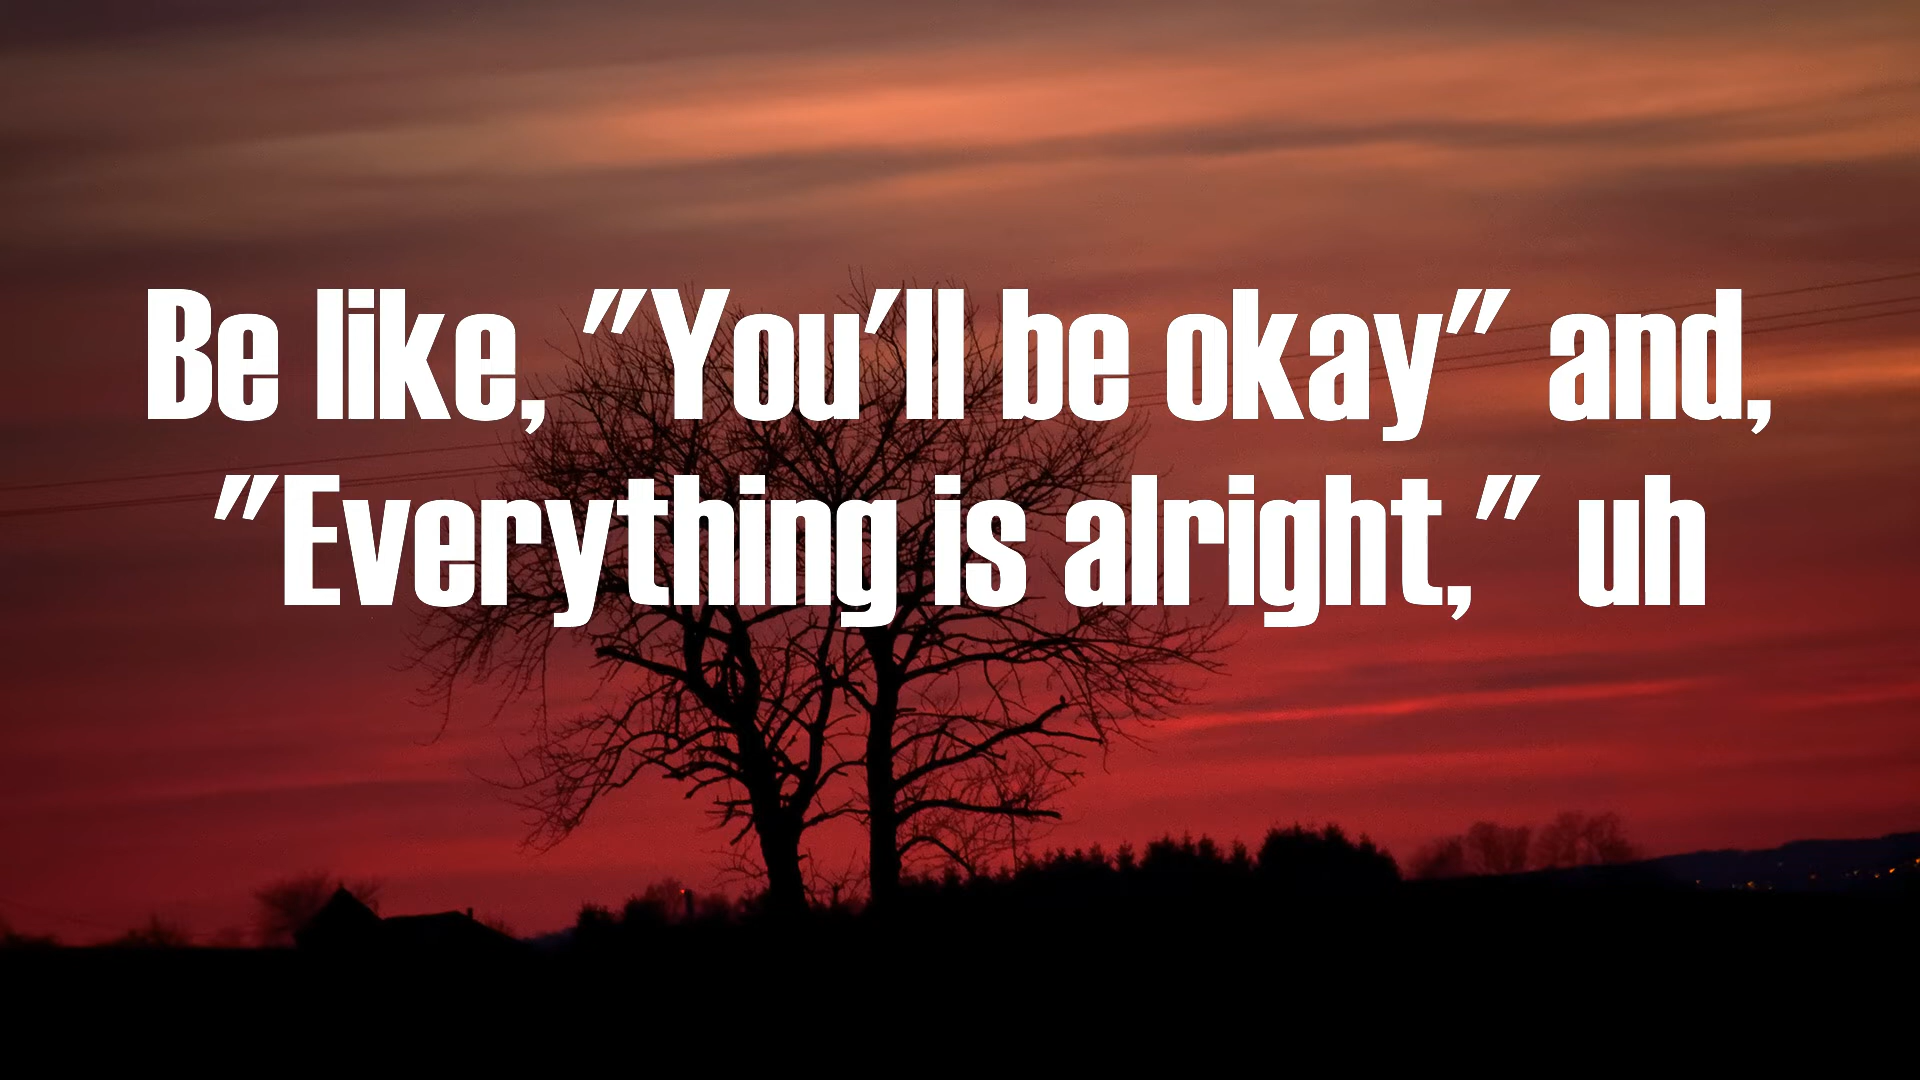 Be like, "You'll be okay" and,
"Everything is alright," uh